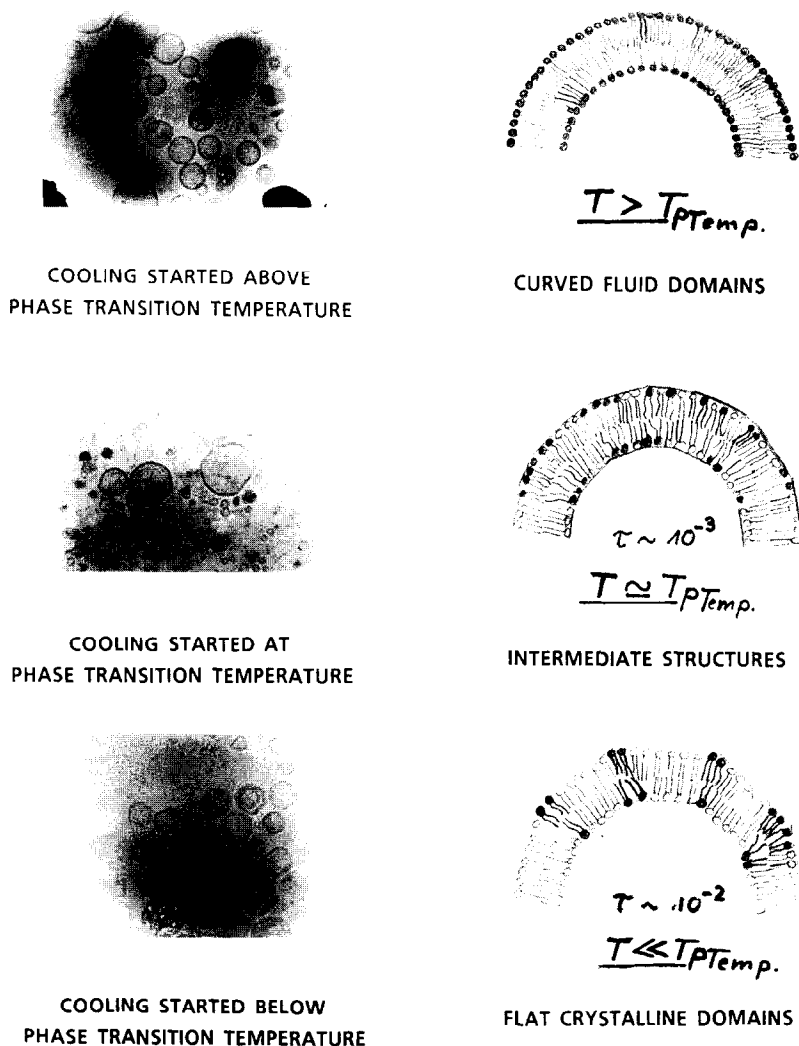 T > TpTemp.
COOLING STARTED ABOVE
PHASE TRANSITION TEMPERATURE
CURVED FLUID DOMAINS
τ ~ 10⁻³
T ≃ TpTemp.
COOLING STARTED AT
PHASE TRANSITION TEMPERATURE
INTERMEDIATE STRUCTURES
τ ~ 10⁻²
T ≪ TpTemp.
COOLING STARTED BELOW
PHASE TRANSITION TEMPERATURE
FLAT CRYSTALLINE DOMAINS